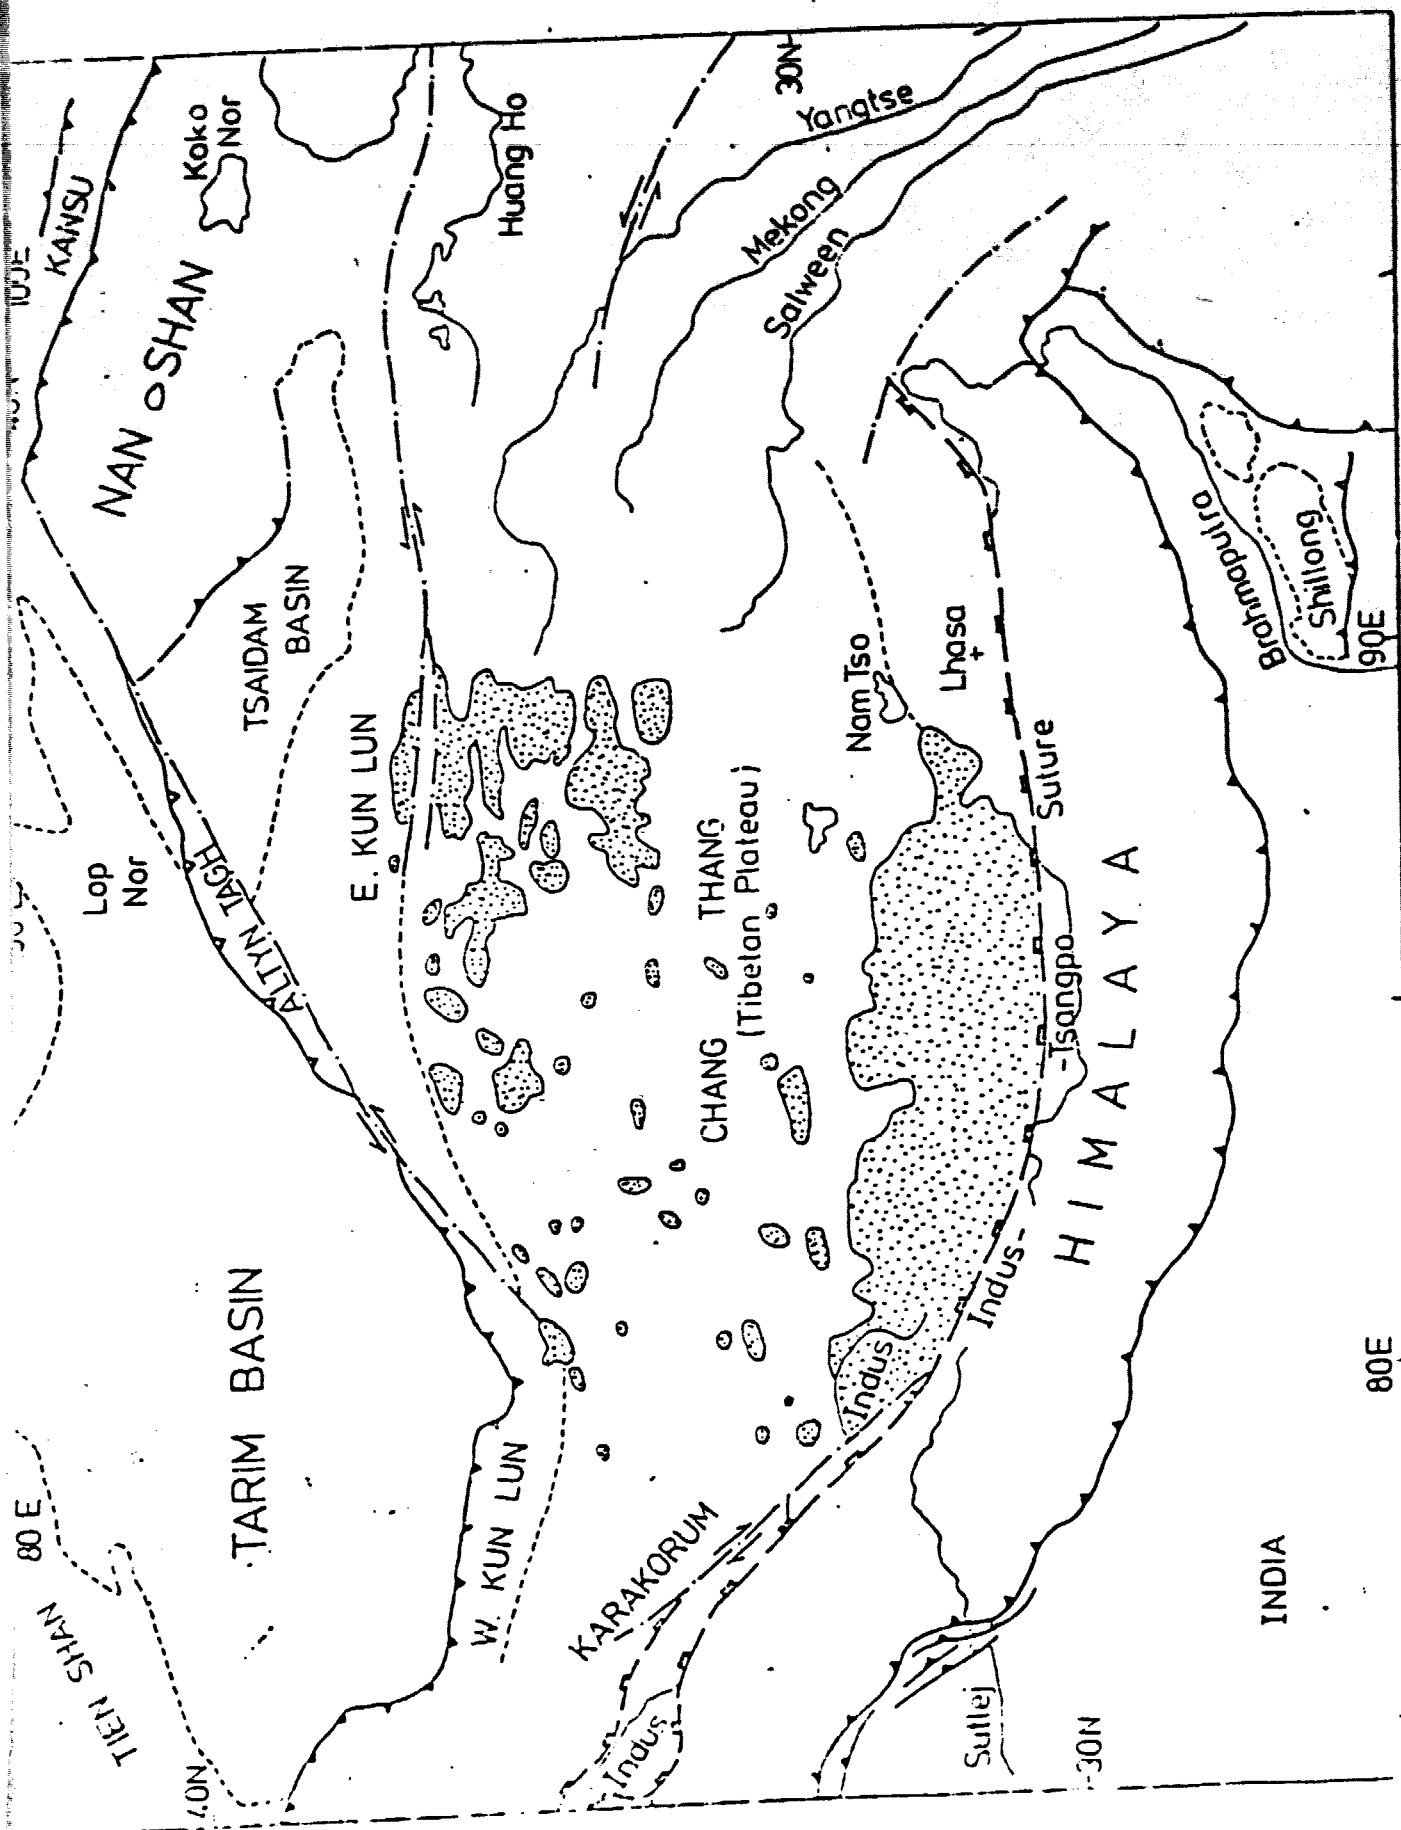 80 E
100E
TIEN SHAN
40N
TARIM BASIN
Lop
Nor
ALTYN TAGH
NAN SHAN
KANSU
Koko
Nor
TSAIDAM
BASIN
W. KUN LUN
E. KUN LUN
Huang Ho
KARAKORUM
Indus
CHANG THANG
(Tibetan Plateau)
Nam Tso
Lhasa
Yangtse
Mekong
Salween
30N
Indus
Indus-
-Tsangpo
Suture
HIMALAYA
Sutlej
-30N
INDIA
Brahmaputra
Shillong
80E
90E